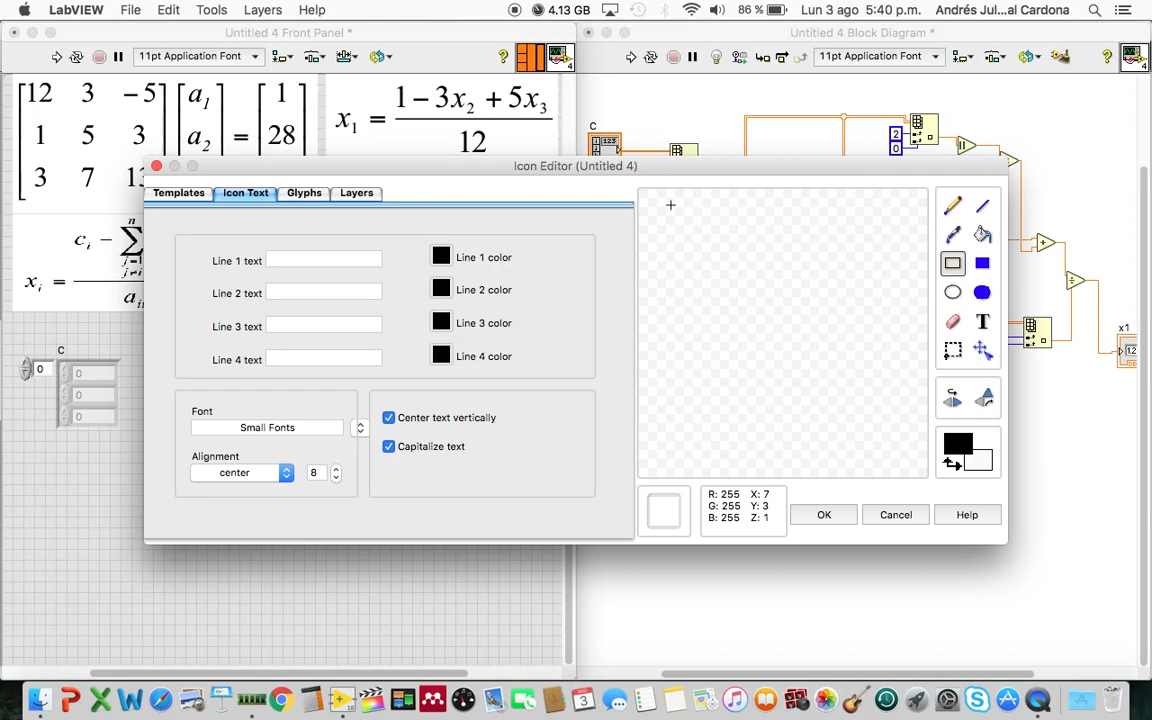 LabVIEW File Edit Tools Layers Help 4.13 GB 86 % Lun 3 ago 5:40 p.m. Andrés Jul...al Cardona
Untitled 4 Front Panel *
Untitled 4 Block Diagram *
11pt Application Font
11pt Application Font
12 3 −5 a1 1
1 5 3 a2 = 28
3 7 1
x1 = 1 − 3x2 + 5x3
12
ci − ∑ n
j=1
j≠i
xi =
C
0
0
0
0
C
2
0
x1
Icon Editor (Untitled 4)
Templates Icon Text Glyphs Layers
Line 1 text Line 1 color
Line 2 text Line 2 color
Line 3 text Line 3 color
Line 4 text Line 4 color
Font
Small Fonts
Alignment
center 8
Center text vertically
Capitalize text
T
R: 255 X: 7
G: 255 Y: 3
B: 255 Z: 1
OK Cancel Help